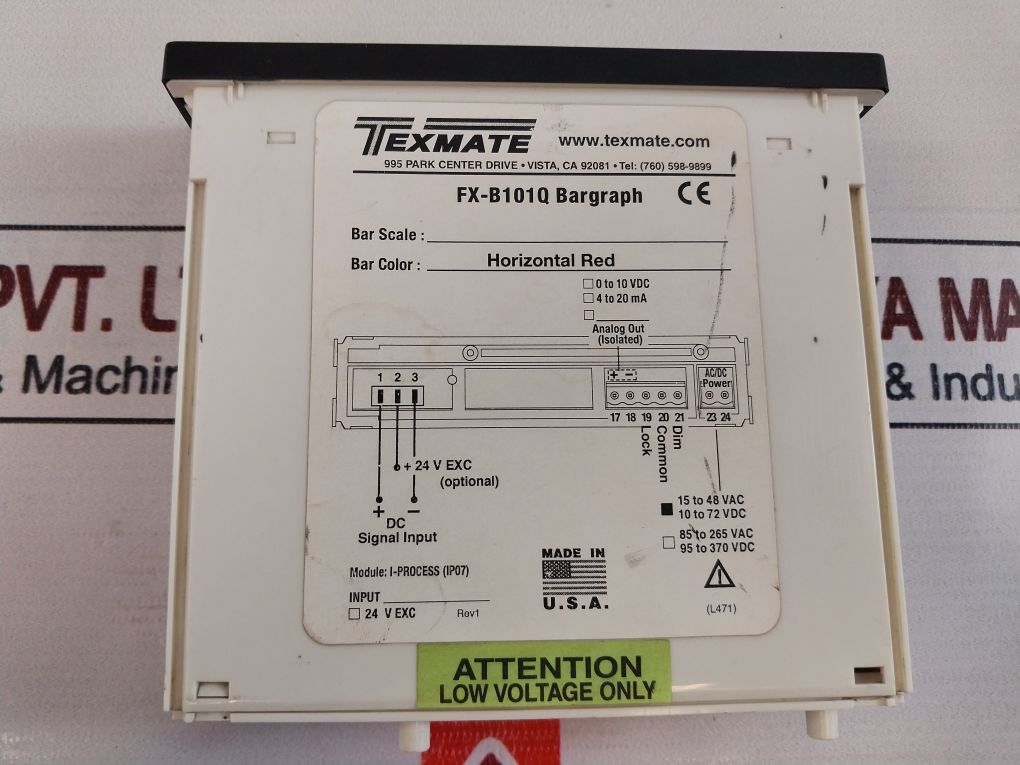 TEXMATE www.texmate.com
995 PARK CENTER DRIVE • VISTA, CA 92081 • Tel: (760) 598-9899
FX-B101Q Bargraph CE
Bar Scale :
Bar Color : Horizontal Red
0 to 10 VDC
4 to 20 mA
Analog Out
(Isolated)
+ -
AC/DC
Power
1 2 3
17 18 19 20 21 23 24
Lock
Common
Dim
+ 24 V EXC
(optional)
+ -
DC
Signal Input
15 to 48 VAC
10 to 72 VDC
85 to 265 VAC
95 to 370 VDC
Module: I-PROCESS (IP07)
INPUT
24 V EXC Rev1
MADE IN
U.S.A.
(L471)
ATTENTION
LOW VOLTAGE ONLY
PVT. L YA MA
& Machin & Indu